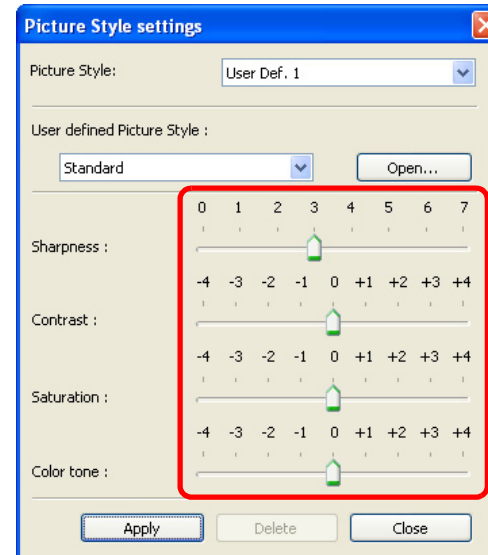 Picture Style settings
Picture Style: User Def. 1
User defined Picture Style :
Standard Open...
0 1 2 3 4 5 6 7
Sharpness :
-4 -3 -2 -1 0 +1 +2 +3 +4
Contrast :
-4 -3 -2 -1 0 +1 +2 +3 +4
Saturation :
-4 -3 -2 -1 0 +1 +2 +3 +4
Color tone :
Apply Delete Close